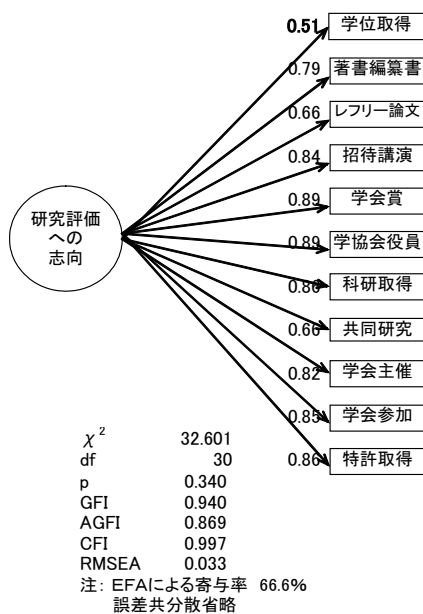 0.51 学位取得
0.79 著書編纂書
0.66 レフリー論文
0.84 招待講演
0.89 学会賞
研究評価
への
志向
0.89 学協会役員
0.86 科研取得
0.66 共同研究
0.82 学会主催
0.85 学会参加
0.86 特許取得
χ² 32.601
df 30
p 0.340
GFI 0.940
AGFI 0.869
CFI 0.997
RMSEA 0.033
注: EFAによる寄与率 66.6%
誤差共分散省略